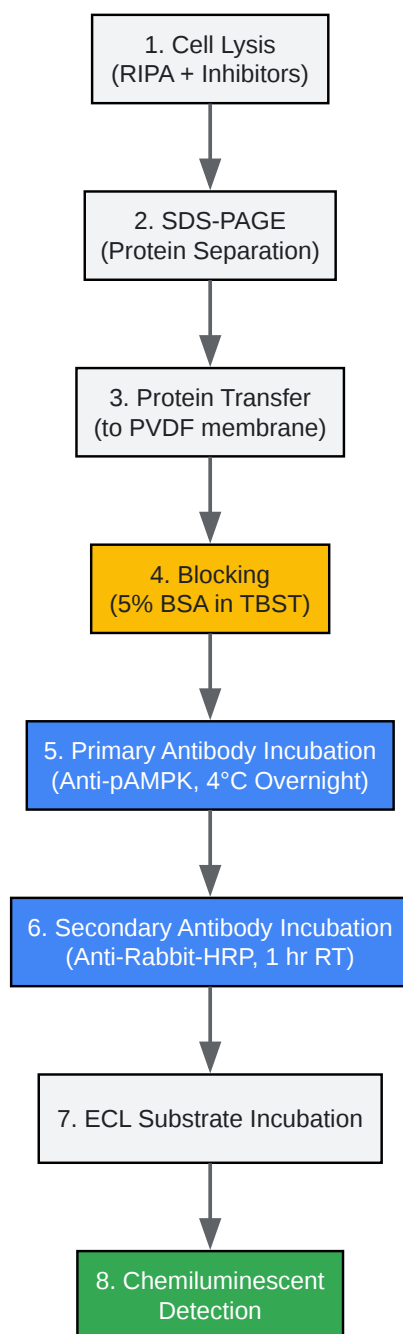 1. Cell Lysis
(RIPA + Inhibitors)
2. SDS-PAGE
(Protein Separation)
3. Protein Transfer
(to PVDF membrane)
4. Blocking
(5% BSA in TBST)
5. Primary Antibody Incubation
(Anti-pAMPK, 4°C Overnight)
6. Secondary Antibody Incubation
(Anti-Rabbit-HRP, 1 hr RT)
7. ECL Substrate Incubation
8. Chemiluminescent
Detection